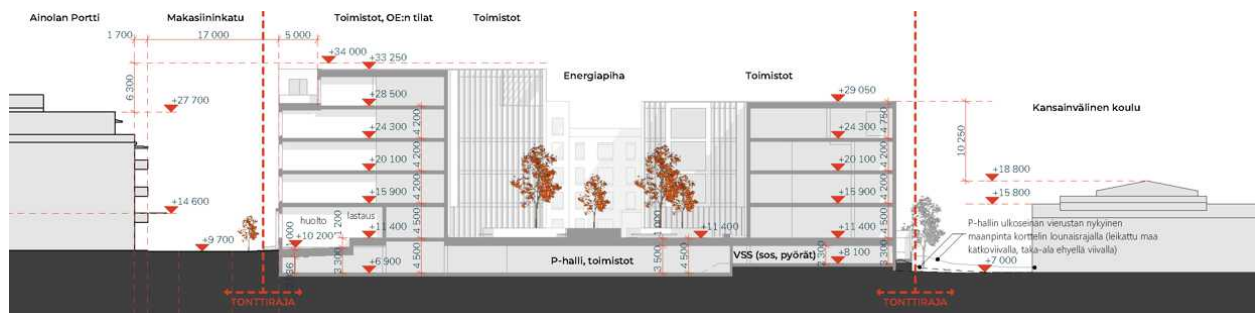 Ainolan Portti
Makasiininkatu
Toimistot, OE:n tilat
Toimistot
1 700
17 000
5 000
+34 000
+33 250
6 300
+27 700
+14 600
+9 700
+28 500
+24 300
+20 100
+15 900
+11 400
+6 900
4 200
4 200
4 200
4 500
4 500
huolto
lastaus
+10 200
3 300
Energiapiha
Toimistot
+29 050
+24 300
+20 100
+15 900
+11 400
+8 100
4 750
4 200
4 200
4 500
3 300
+11 400
3 500
4 500
P-halli, toimistot
VSS (sos, pyörät)
Kansainvälinen koulu
10 250
+18 800
+15 800
P-hallin ulkoseinän vierustan nykyinen
maanpinta korttelin lounaisrajalla (leikattu maa
katkoviivalla, taka-ala ehyellä viivalla)
+7 000
TONTTIRAJA
TONTTIRAJA